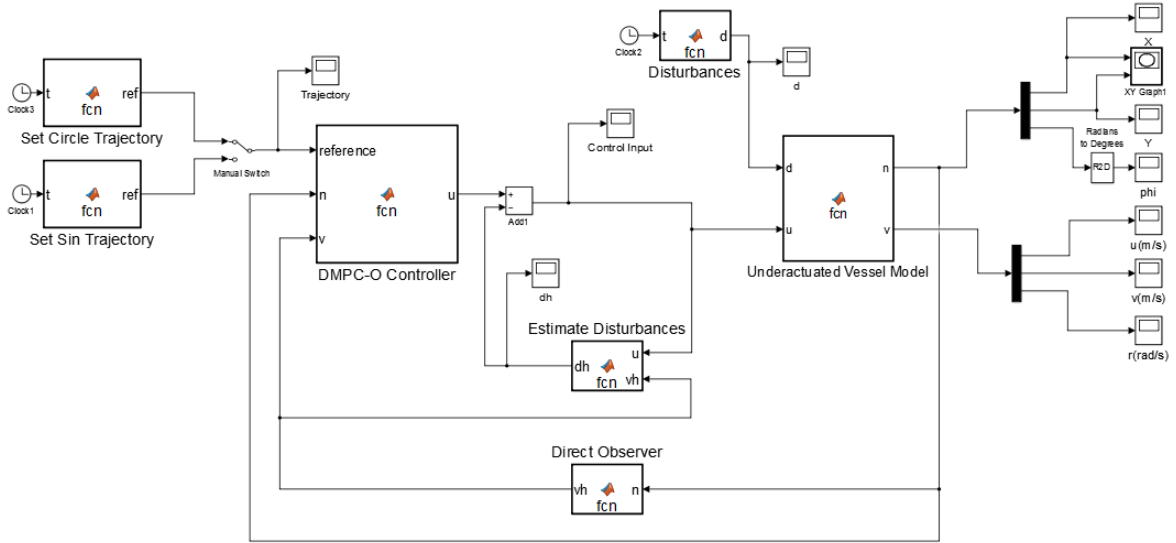 t
fcn
ref
Clock3
Set Circle Trajectory
t
fcn
ref
Clock1
Set Sin Trajectory
Manual Switch
Trajectory
reference
n
v
fcn
u
DMPC-O Controller
+
−
Add1
Control Input
dh
Estimate Disturbances
dh
u
vh
fcn
Direct Observer
vh
n
fcn
Clock2
t
d
fcn
Disturbances
d
d
u
n
v
fcn
Underactuated Vessel Model
X
XY Graph1
Radians
to Degrees
R2D
Y
phi
u(m/s)
v(m/s)
r(rad/s)